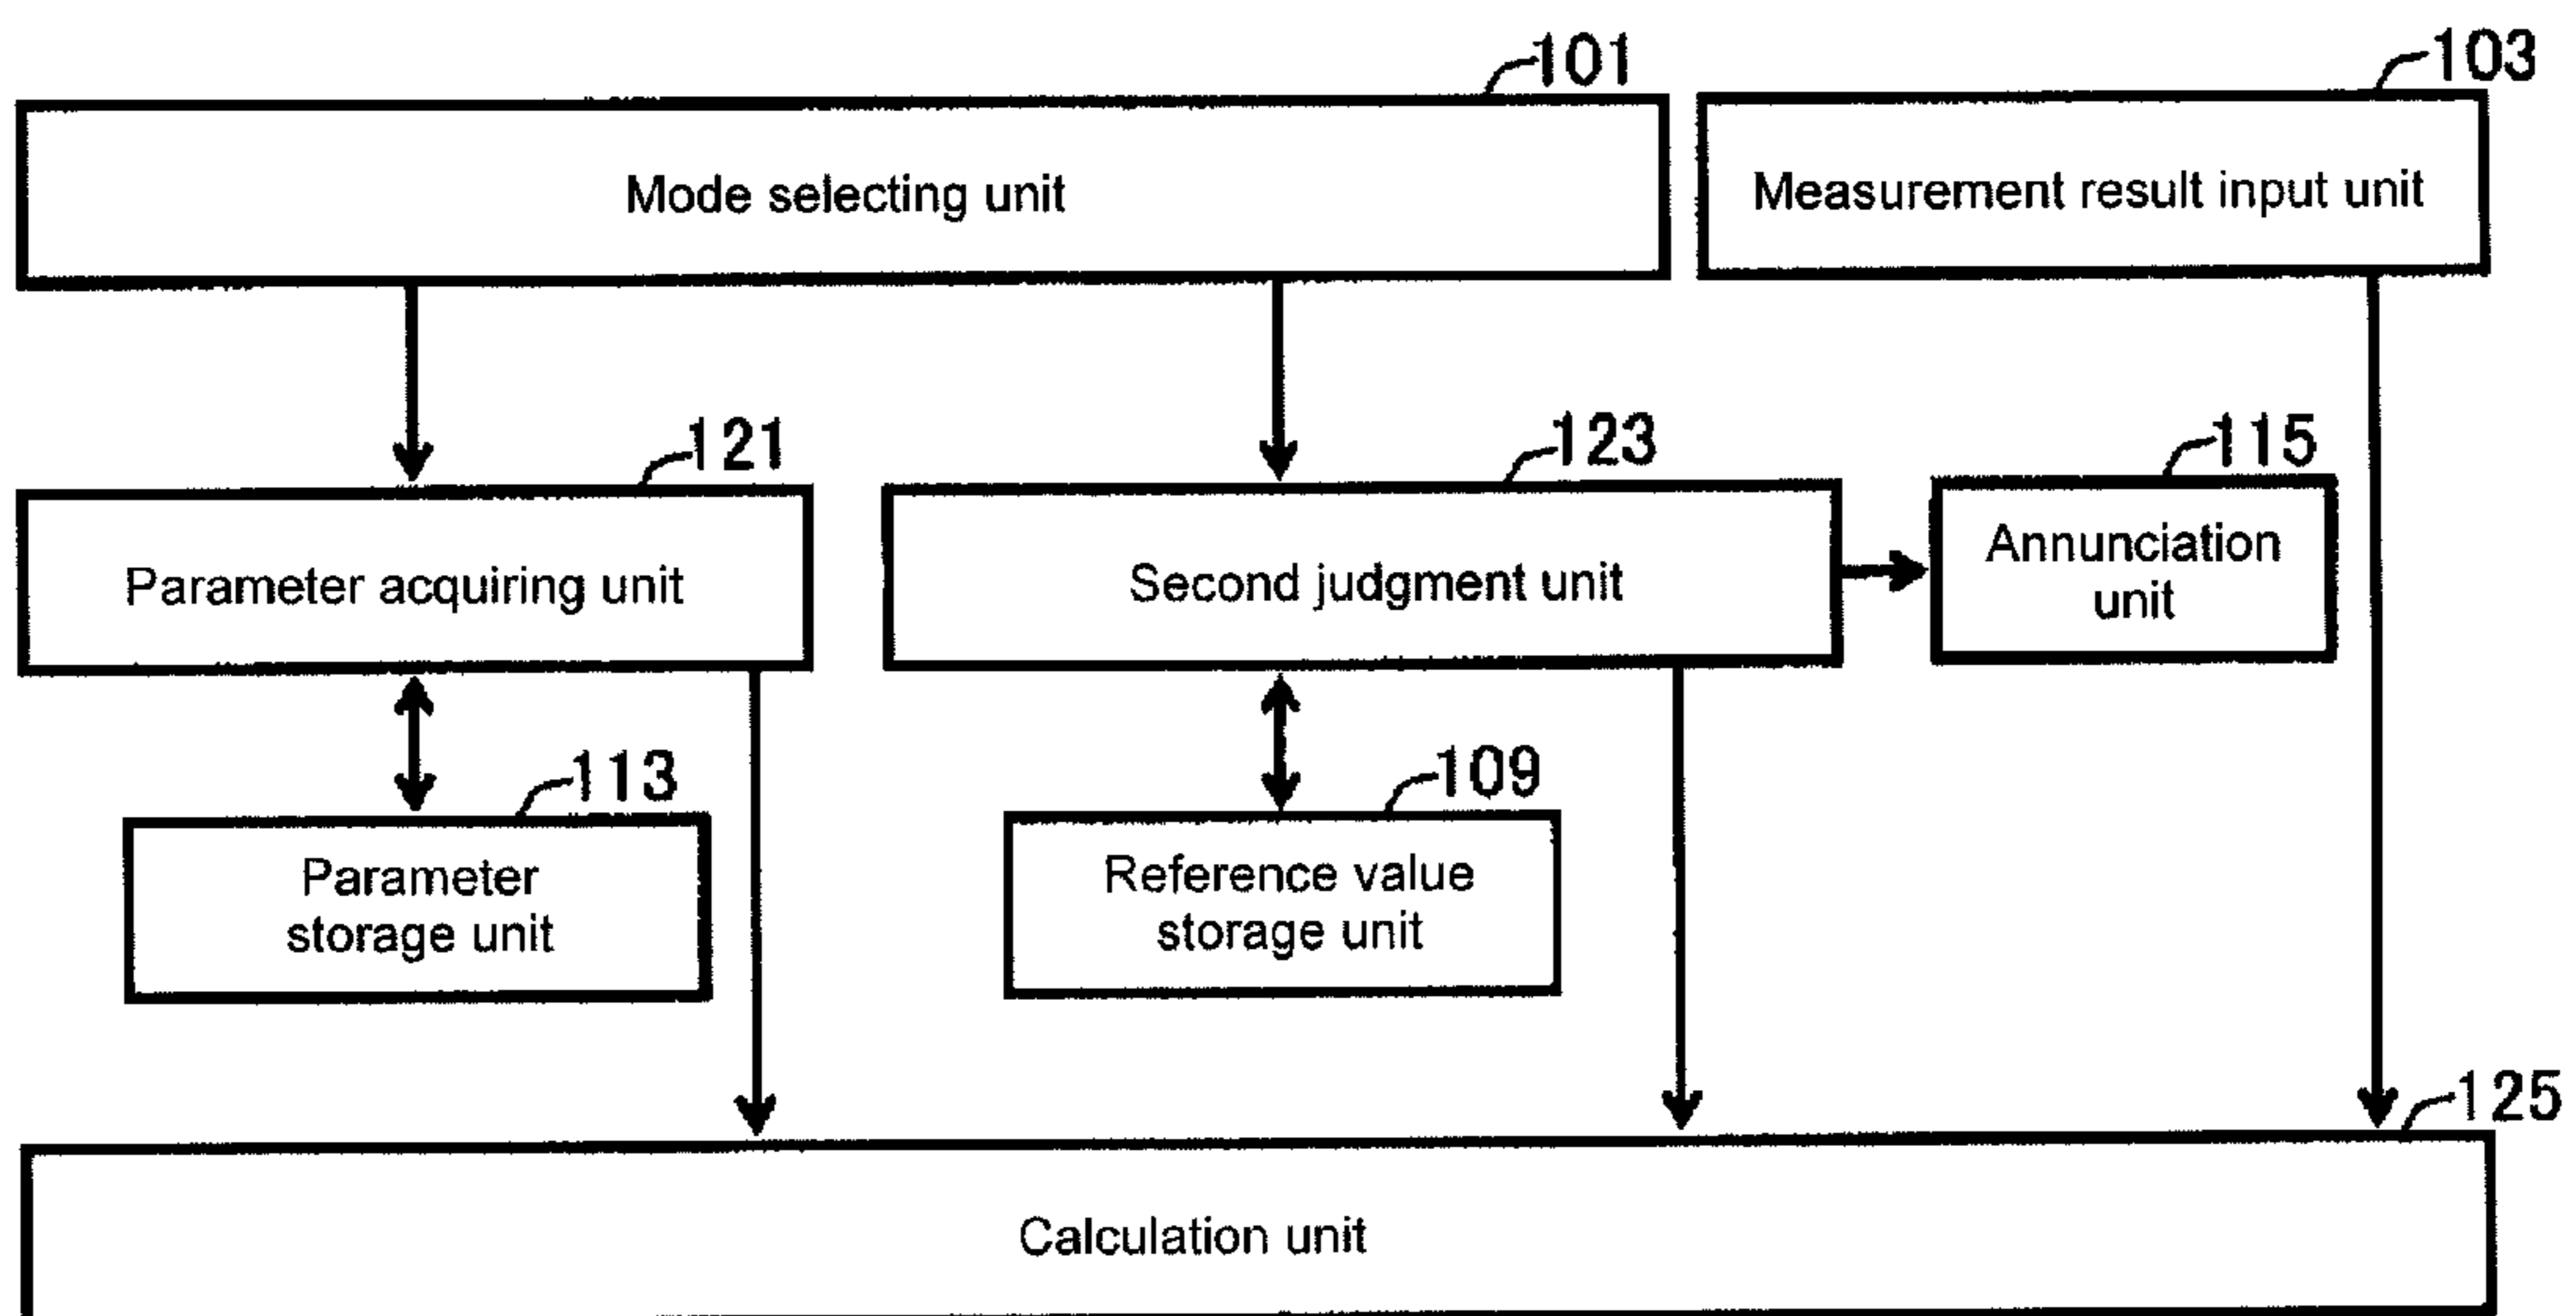 101
103
Mode selecting unit
Measurement result input unit
121
123
115
Parameter acquiring unit
Second judgment unit
Annunciation
unit
113
109
Parameter
storage unit
Reference value
storage unit
125
Calculation unit